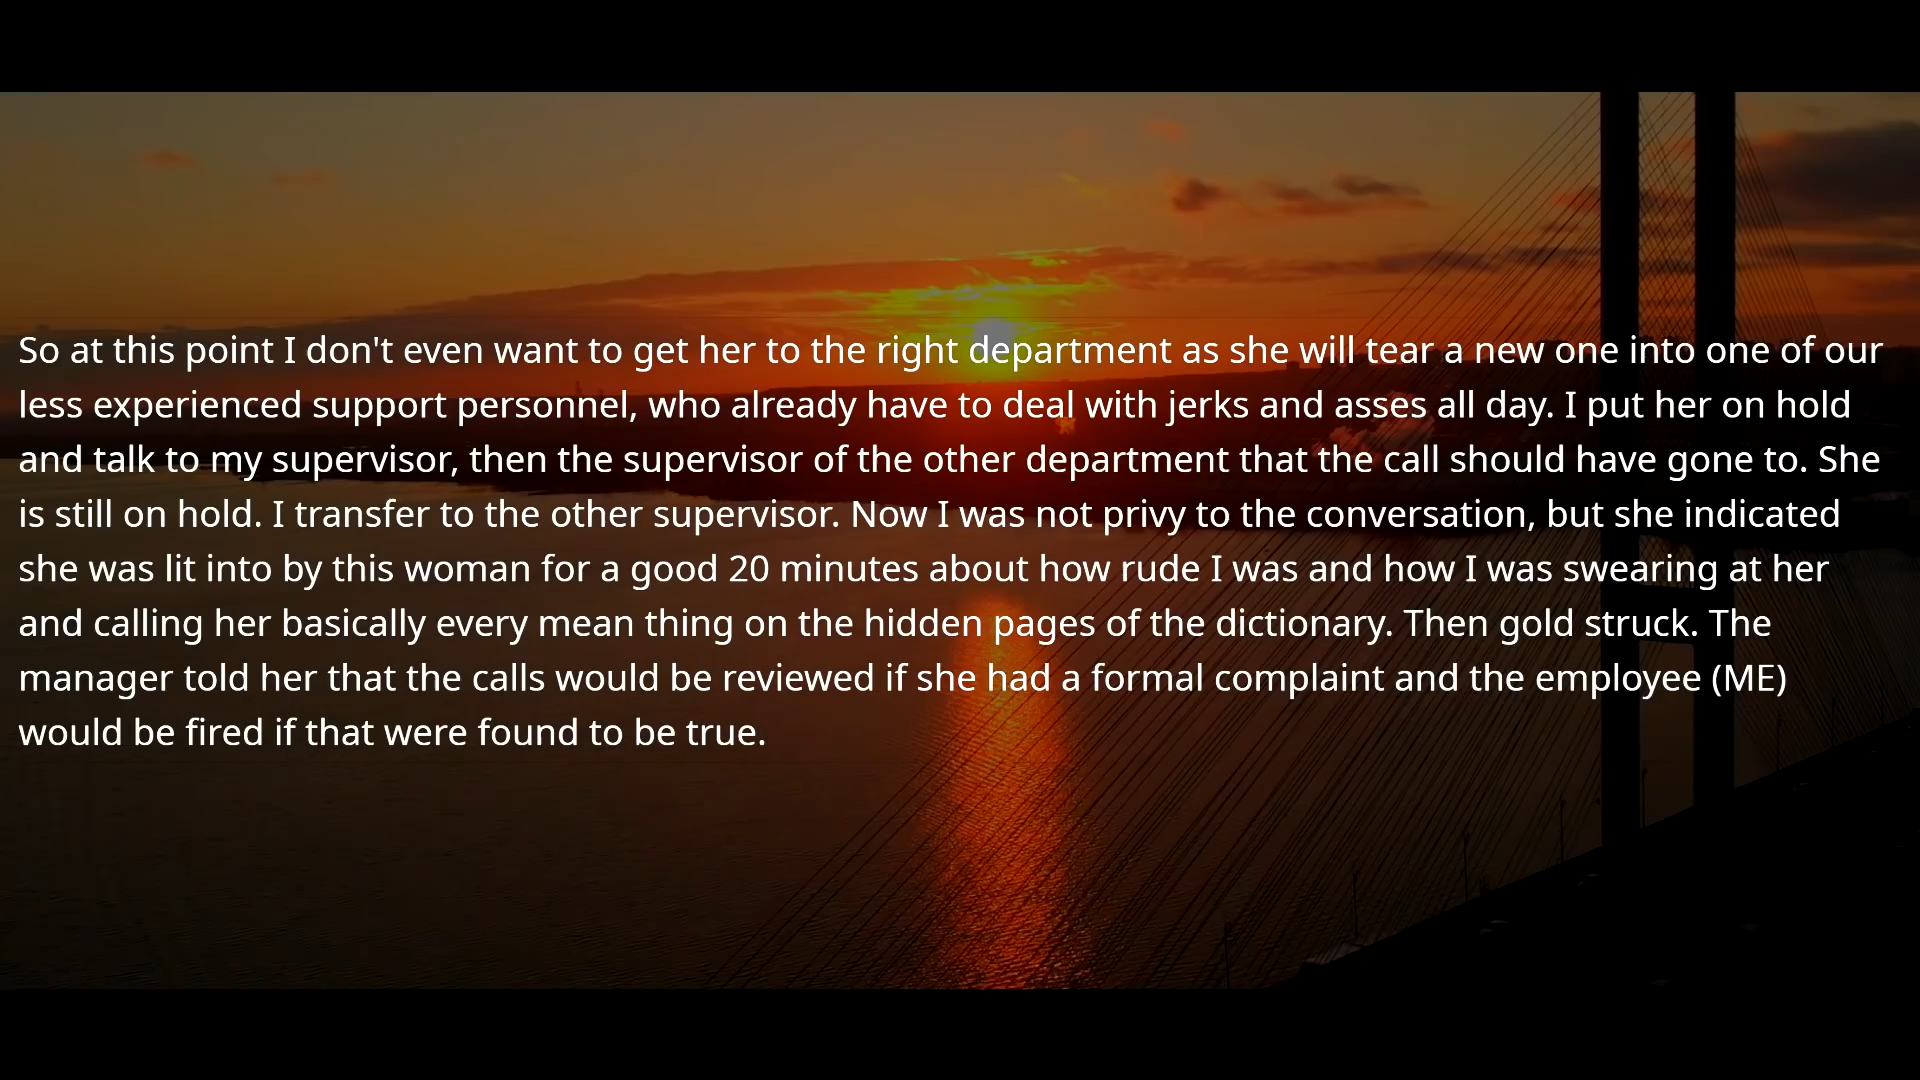 So at this point I don't even want to get her to the right department as she will tear a new one into one of our
less experienced support personnel, who already have to deal with jerks and asses all day. I put her on hold
and talk to my supervisor, then the supervisor of the other department that the call should have gone to. She
is still on hold. I transfer to the other supervisor. Now I was not privy to the conversation, but she indicated
she was lit into by this woman for a good 20 minutes about how rude I was and how I was swearing at her
and calling her basically every mean thing on the hidden pages of the dictionary. Then gold struck. The
manager told her that the calls would be reviewed if she had a formal complaint and the employee (ME)
would be fired if that were found to be true.